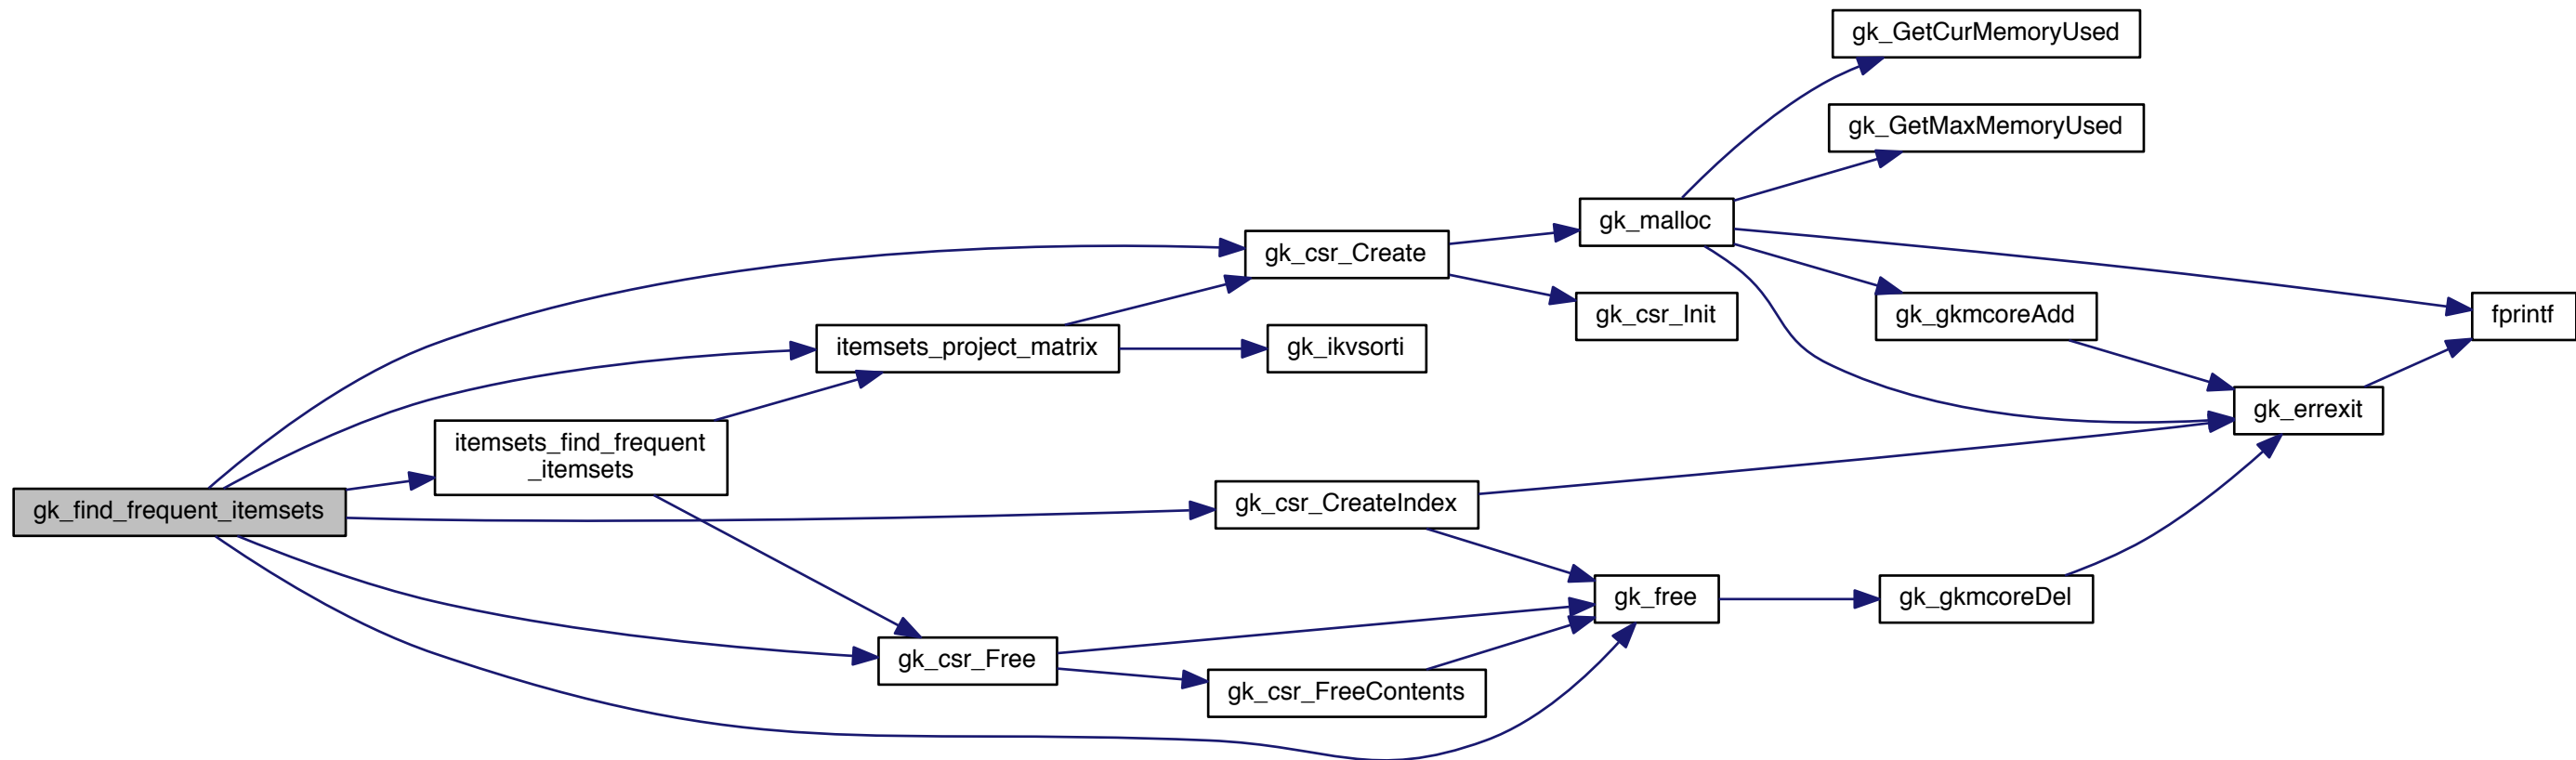 gk_GetCurMemoryUsed
gk_GetMaxMemoryUsed
gk_malloc
gk_csr_Create
gk_csr_Init
gk_gkmcoreAdd
fprintf
itemsets_project_matrix
gk_ikvsorti
gk_errexit
itemsets_find_frequent
_itemsets
gk_find_frequent_itemsets
gk_csr_CreateIndex
gk_free
gk_gkmcoreDel
gk_csr_Free
gk_csr_FreeContents